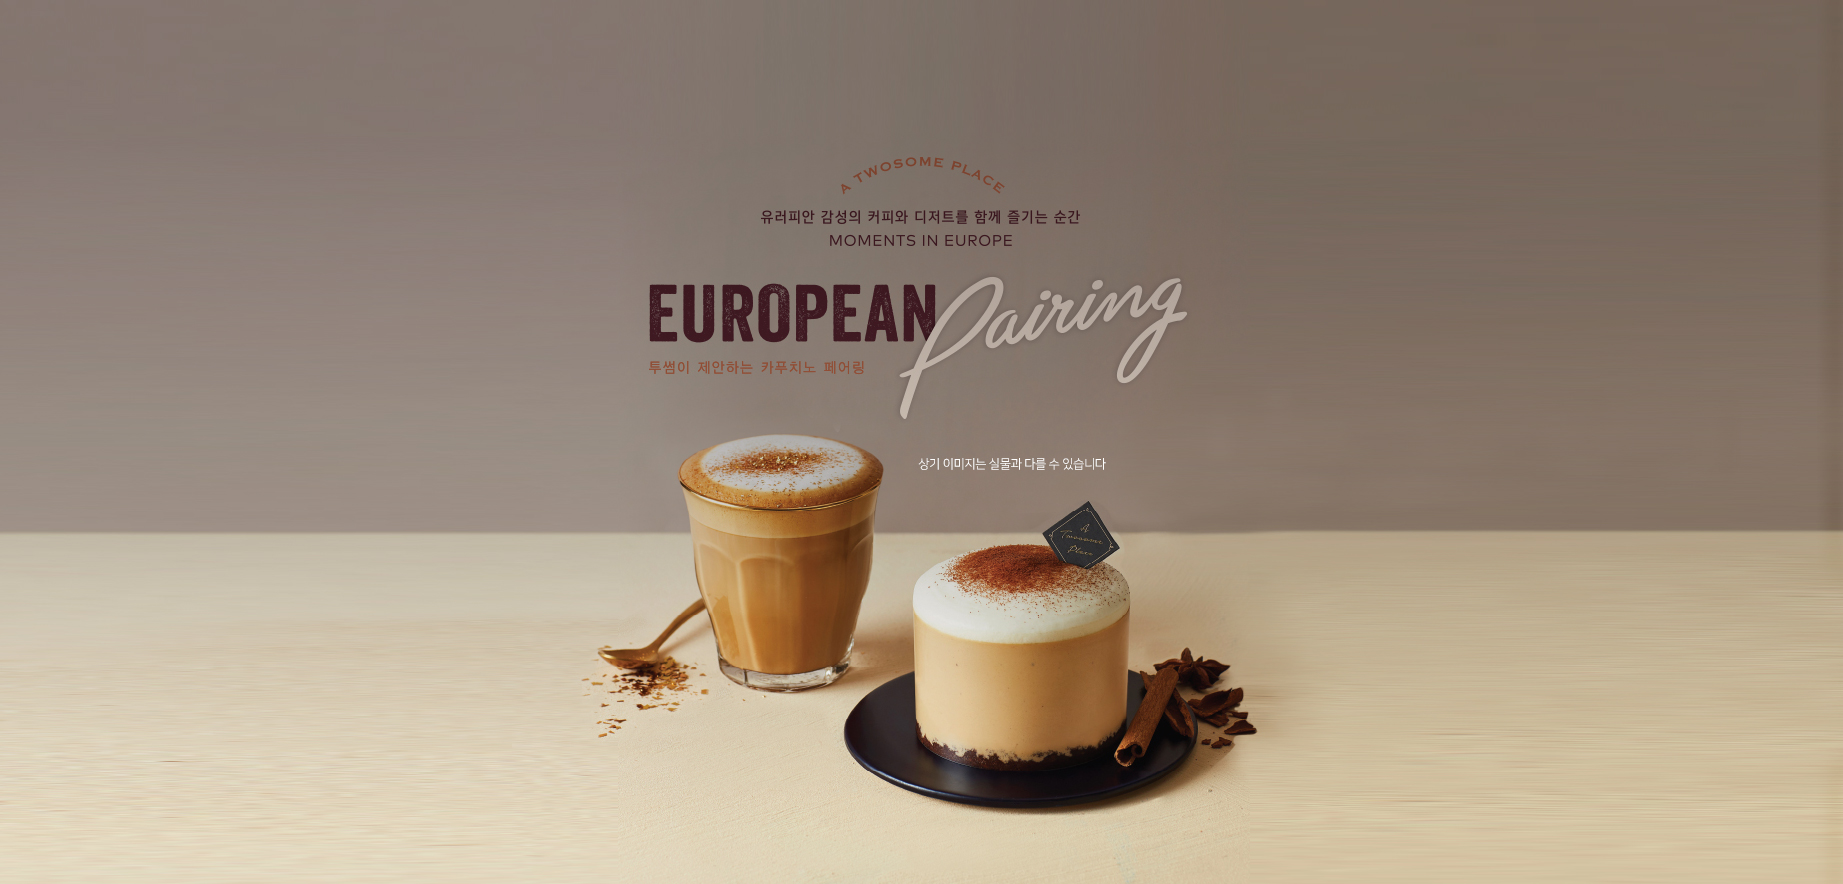 A TWOSOME PLACE
유러피안 감성의 커피와 디저트를 함께 즐기는 순간
MOMENTS IN EUROPE
EUROPEAN Pairing
투썸이 제안하는 카푸치노 페어링
상기 이미지는 실물과 다를 수 있습니다
A
Twosome
Place